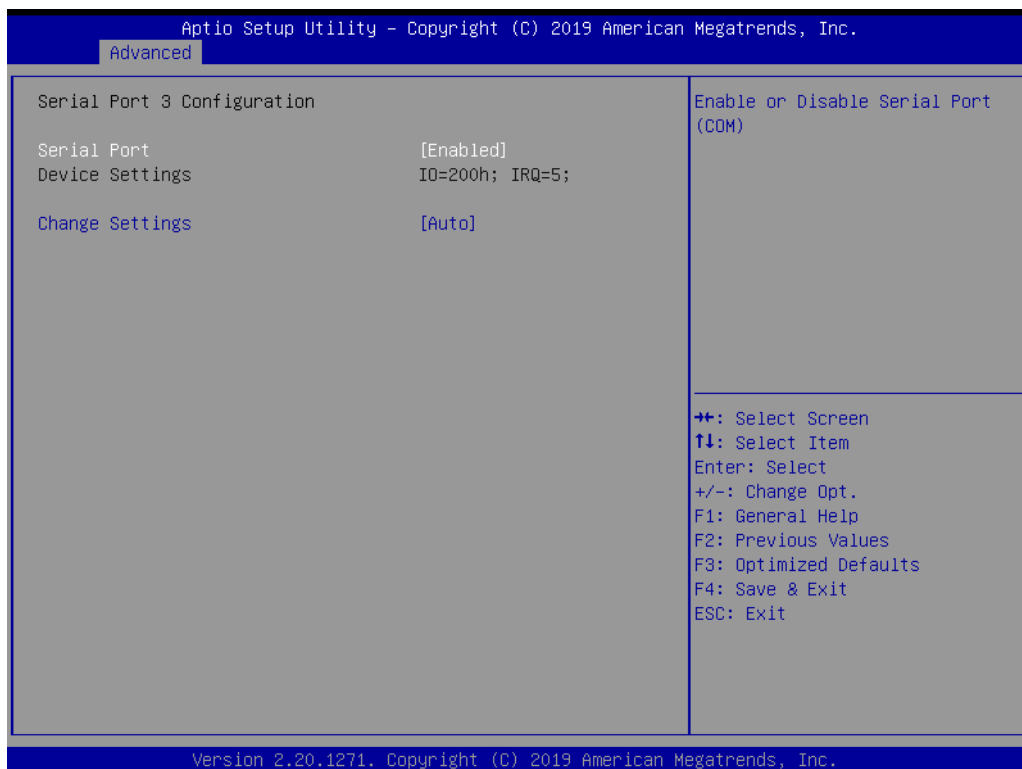 Aptio Setup Utility – Copyright (C) 2019 American Megatrends, Inc.
Advanced
Serial Port 3 Configuration
Serial Port [Enabled]
Device Settings IO=200h; IRQ=5;
Change Settings [Auto]
Enable or Disable Serial Port
(COM)
→←: Select Screen
↑↓: Select Item
Enter: Select
+/-: Change Opt.
F1: General Help
F2: Previous Values
F3: Optimized Defaults
F4: Save & Exit
ESC: Exit
Version 2.20.1271. Copyright (C) 2019 American Megatrends, Inc.